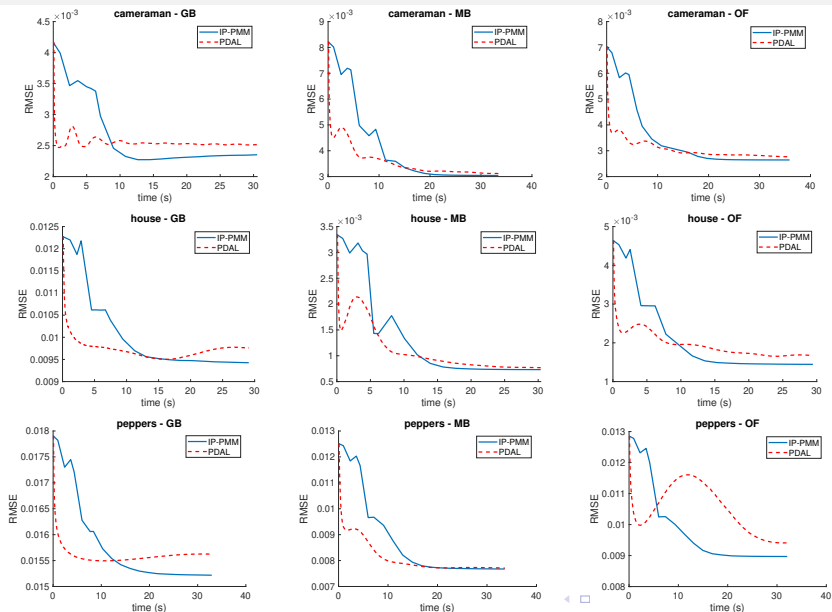 cameraman - GB
×10⁻³
4.5
4
3.5
3
2.5
2
RMSE
0 5 10 15 20 25 30
time (s)
IP-PMM
PDAL
cameraman - MB
×10⁻³
9
8
7
6
5
4
3
RMSE
0 10 20 30 40
time (s)
IP-PMM
PDAL
cameraman - OF
×10⁻³
8
7
6
5
4
3
2
RMSE
0 10 20 30 40
time (s)
IP-PMM
PDAL
house - GB
0.0125
0.012
0.0115
0.011
0.0105
0.01
0.0095
0.009
RMSE
0 5 10 15 20 25 30
time (s)
IP-PMM
PDAL
house - MB
×10⁻³
3.5
3
2.5
2
1.5
1
0.5
RMSE
0 5 10 15 20 25 30
time (s)
IP-PMM
PDAL
house - OF
×10⁻³
5
4
3
2
1
RMSE
0 5 10 15 20 25 30
time (s)
IP-PMM
PDAL
peppers - GB
0.018
0.0175
0.017
0.0165
0.016
0.0155
0.015
RMSE
0 10 20 30 40
time (s)
IP-PMM
PDAL
peppers - MB
0.013
0.012
0.011
0.01
0.009
0.008
0.007
RMSE
0 10 20 30 40
time (s)
IP-PMM
PDAL
peppers - OF
0.013
0.012
0.011
0.01
0.009
0.008
RMSE
0 10 20 30 40
time (s)
IP-PMM
PDAL